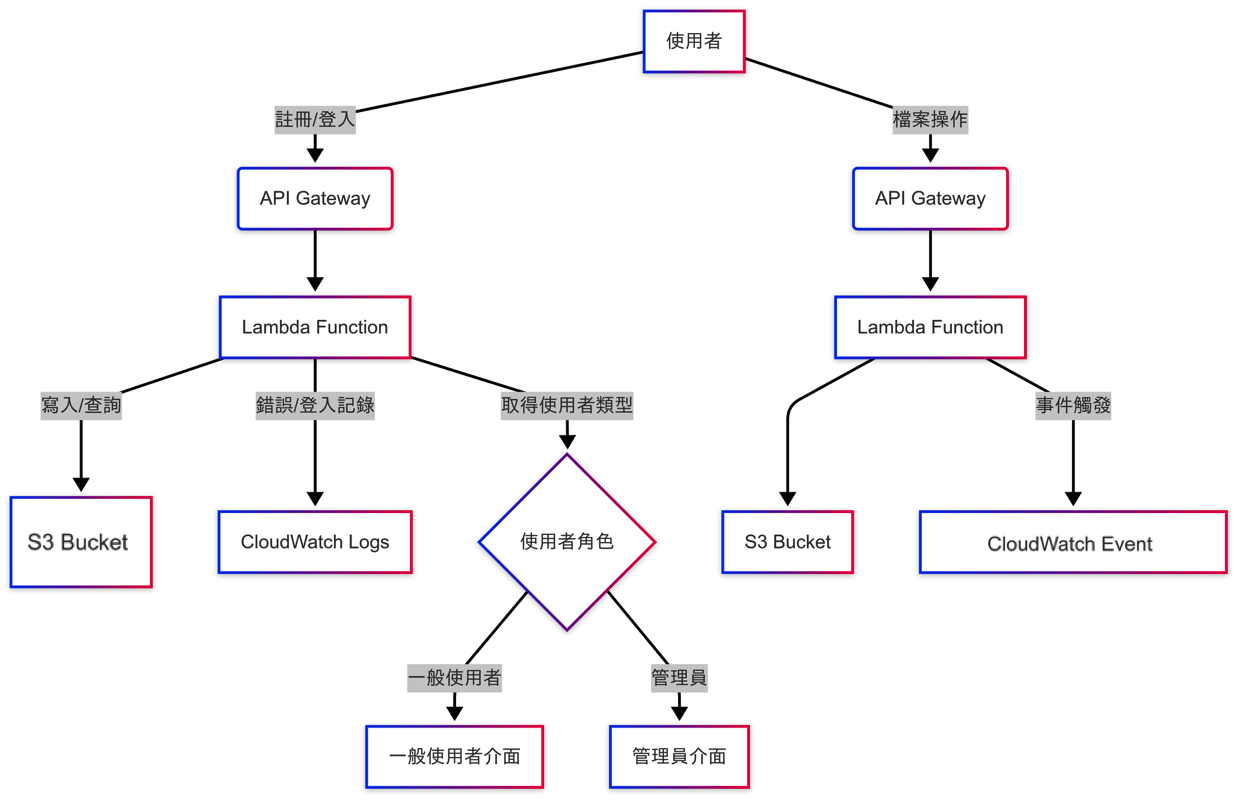 使用者
註冊/登入
檔案操作
API Gateway
API Gateway
Lambda Function
Lambda Function
寫入/查詢
錯誤/登入記錄
取得使用者類型
事件觸發
S3 Bucket
CloudWatch Logs
使用者角色
S3 Bucket
CloudWatch Event
一般使用者
管理員
一般使用者介面
管理員介面